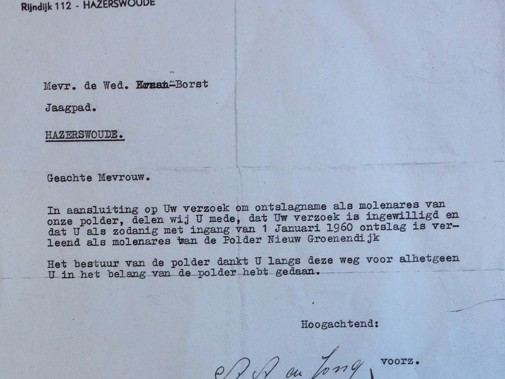 Rijndijk 112 - HAZERSWOUDE
Mevr. de Wed. -Borst
Jaagpad.
HAZERSWOUDE.
Geachte Mevrouw.
In aansluiting op Uw verzoek om ontslagname als molenares van
onze polder, delen wij U mede, dat Uw verzoek is ingewilligd en
dat U als zodanig met ingang van 1 Januari 1960 ontslag is ver-
leend als molenares van de Polder Nieuw Groenendijk
Het bestuur van de polder dankt U langs deze weg voor alhetgeen
U in het belang van de polder hebt gedaan.
Hoogachtend:
voorz.